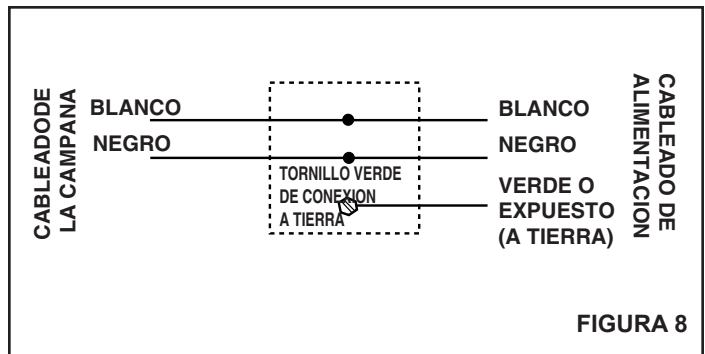 CABLEADODE
LA CAMPANA
BLANCO
NEGRO
TORNILLO VERDE
DE CONEXION
A TIERRA
BLANCO
NEGRO
VERDE O
EXPUESTO
(A TIERRA)
CABLEADO DE
ALIMENTACION
FIGURA 8